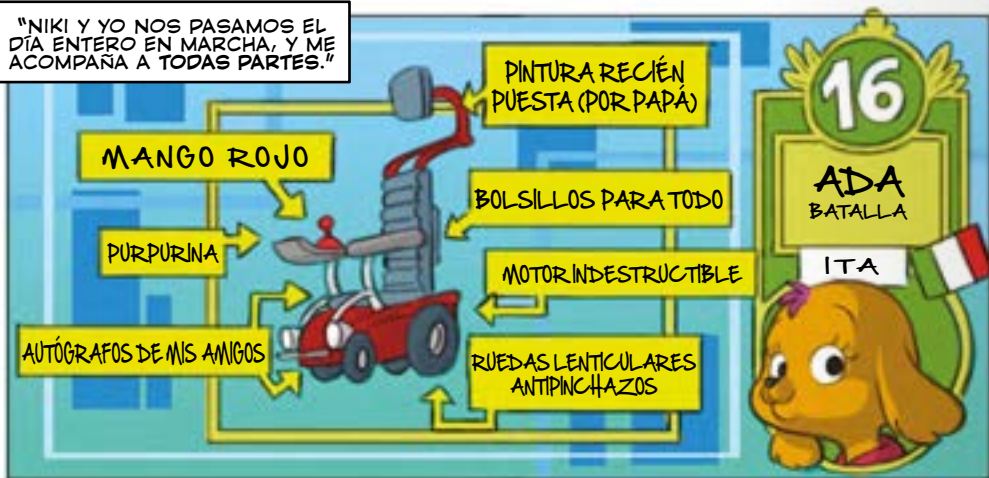 "NIKI Y YO NOS PASAMOS EL
DÍA ENTERO EN MARCHA, Y ME
ACOMPAÑA A TODAS PARTES."
PINTURA RECIÉN
PUESTA (POR PAPÁ)
MANGO ROJO
BOLSILLOS PARA TODO
PURPURINA
MOTOR INDESTRUCTIBLE
AUTÓGRAFOS DE MIS AMIGOS
RUEDAS LENTICULARES
ANTIPINCHAZOS
16
ADA
BATALLA
ITA